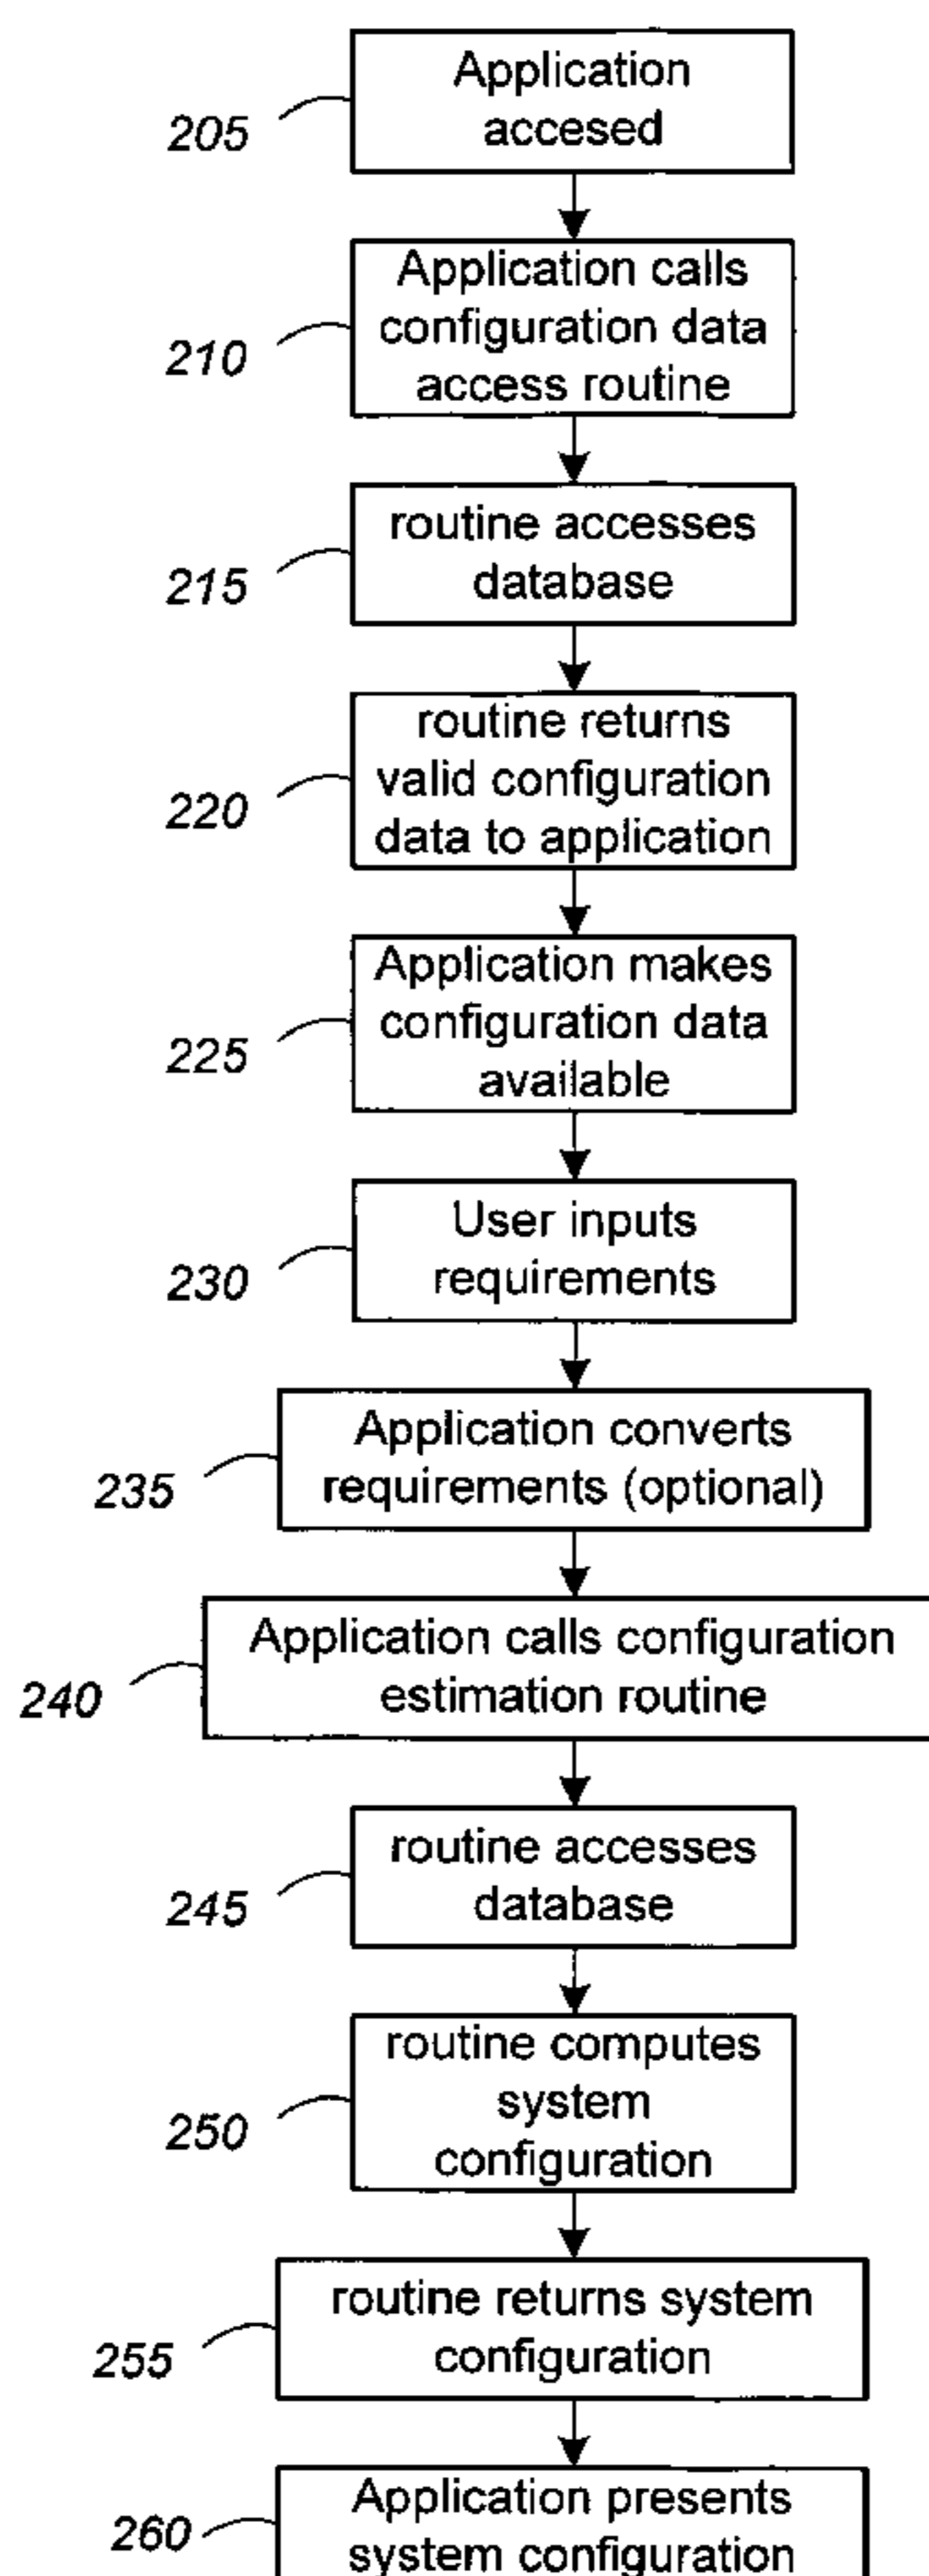 Application
accesed
205
Application calls
configuration data
access routine
210
routine accesses
database
215
routine returns
valid configuration
data to application
220
Application makes
configuration data
available
225
User inputs
requirements
230
Application converts
requirements (optional)
235
Application calls configuration
estimation routine
240
routine accesses
database
245
routine computes
system
configuration
250
routine returns system
configuration
255
Application presents
system configuration
260